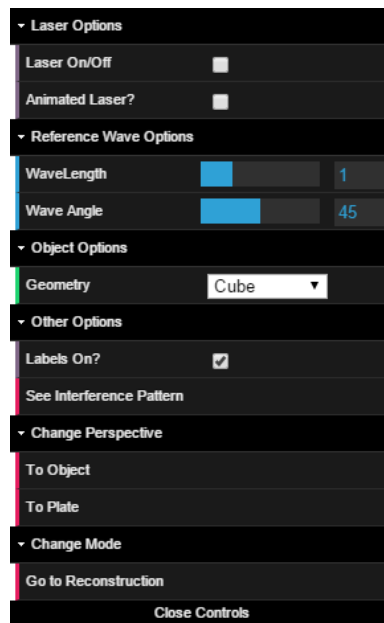 Laser Options
Laser On/Off
Animated Laser?
Reference Wave Options
WaveLength 1
Wave Angle 45
Object Options
Geometry Cube
Other Options
Labels On?
See Interference Pattern
Change Perspective
To Object
To Plate
Change Mode
Go to Reconstruction
Close Controls